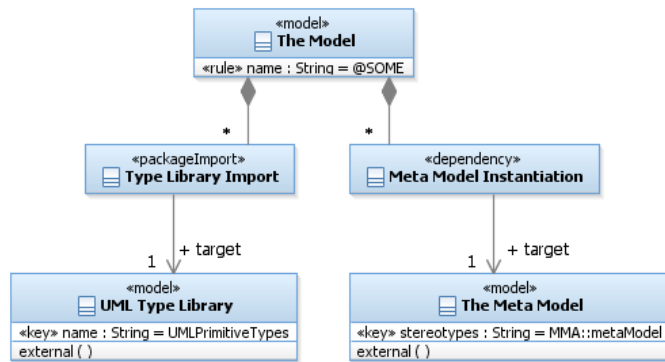 «model»
The Model
«rule» name : String = @SOME
*
*
«packageImport»
Type Library Import
«dependency»
Meta Model Instantiation
+ target
1
+ target
1
«model»
UML Type Library
«key» name : String = UMLPrimitiveTypes
external ( )
«model»
The Meta Model
«key» stereotypes : String = MMA::metaModel
external ( )